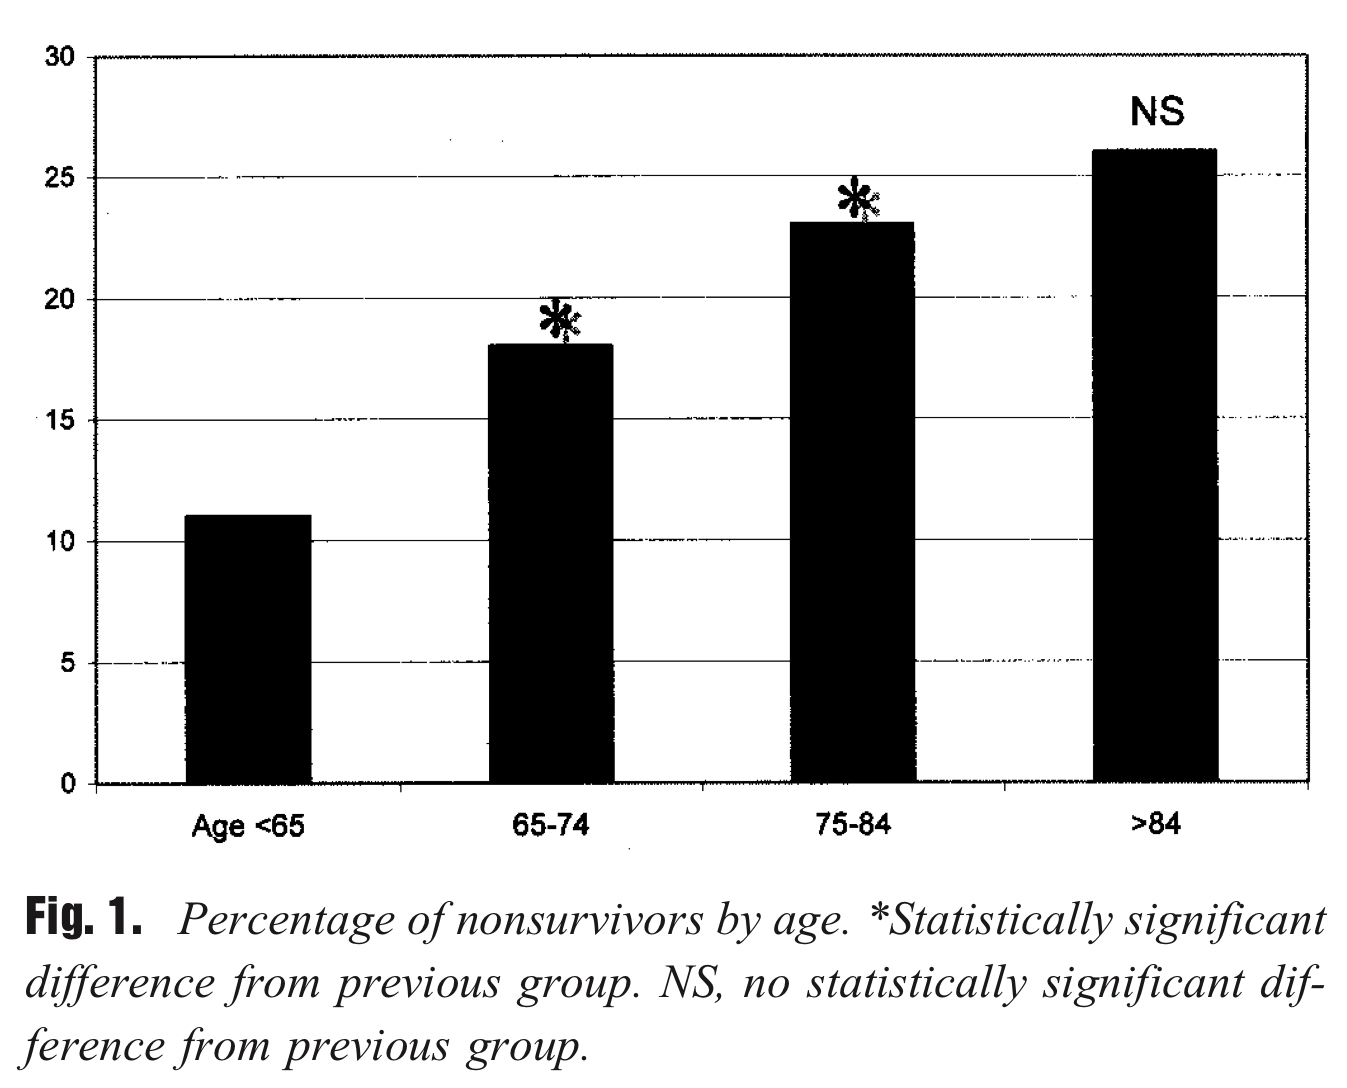 30
NS
25
*
20
*
15
10
5
0
Age <65 65-74 75-84 >84
Fig. 1. Percentage of nonsurvivors by age. *Statistically significant
difference from previous group. NS, no statistically significant dif-
ference from previous group.